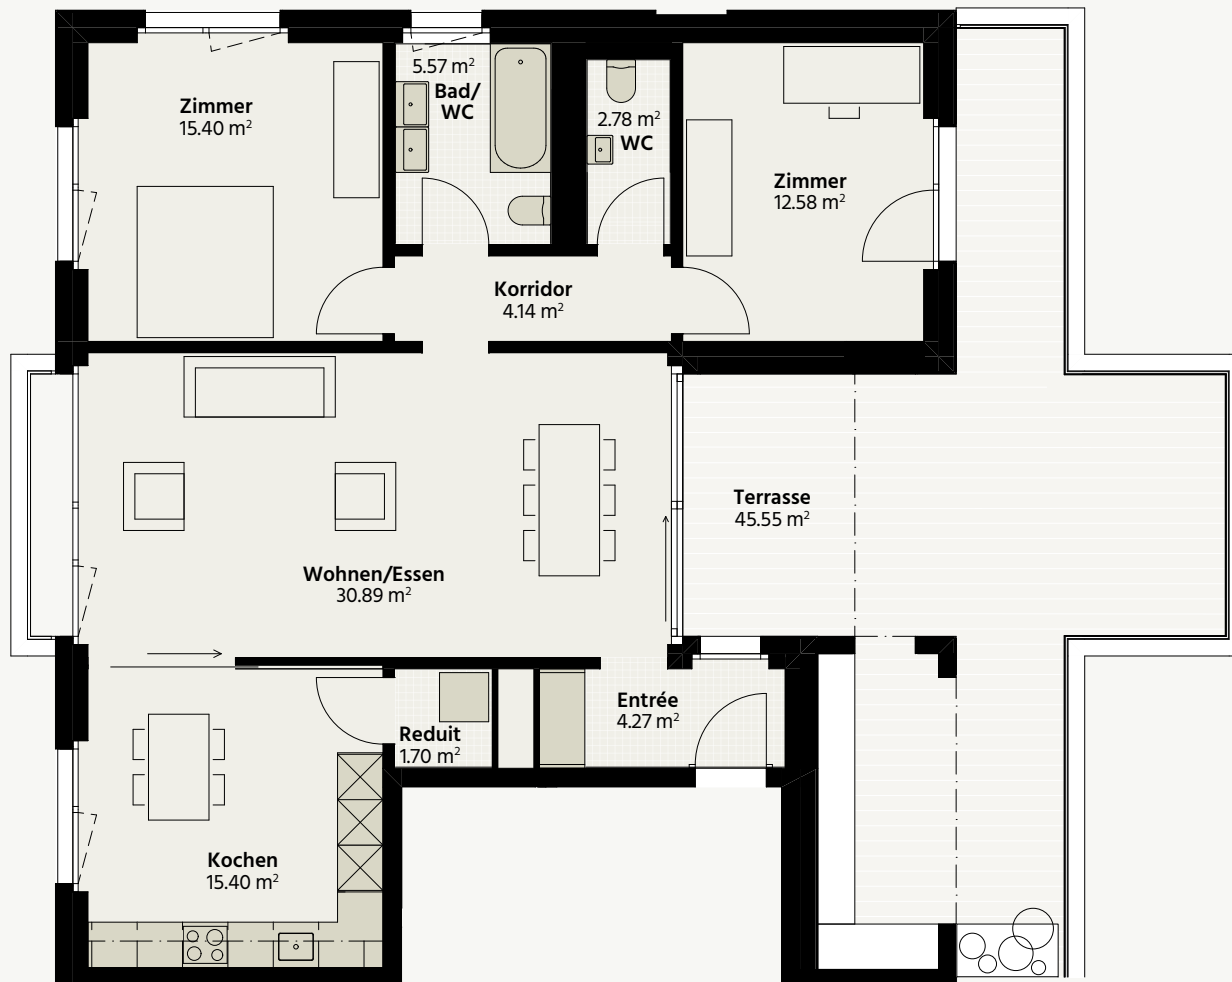 Zimmer
15.40 m²
5.57 m²
Bad/
WC
2.78 m²
WC
Zimmer
12.58 m²
Korridor
4.14 m²
Terrasse
45.55 m²
Wohnen/Essen
30.89 m²
Entrée
4.27 m²
Reduit
1.70 m²
Kochen
15.40 m²